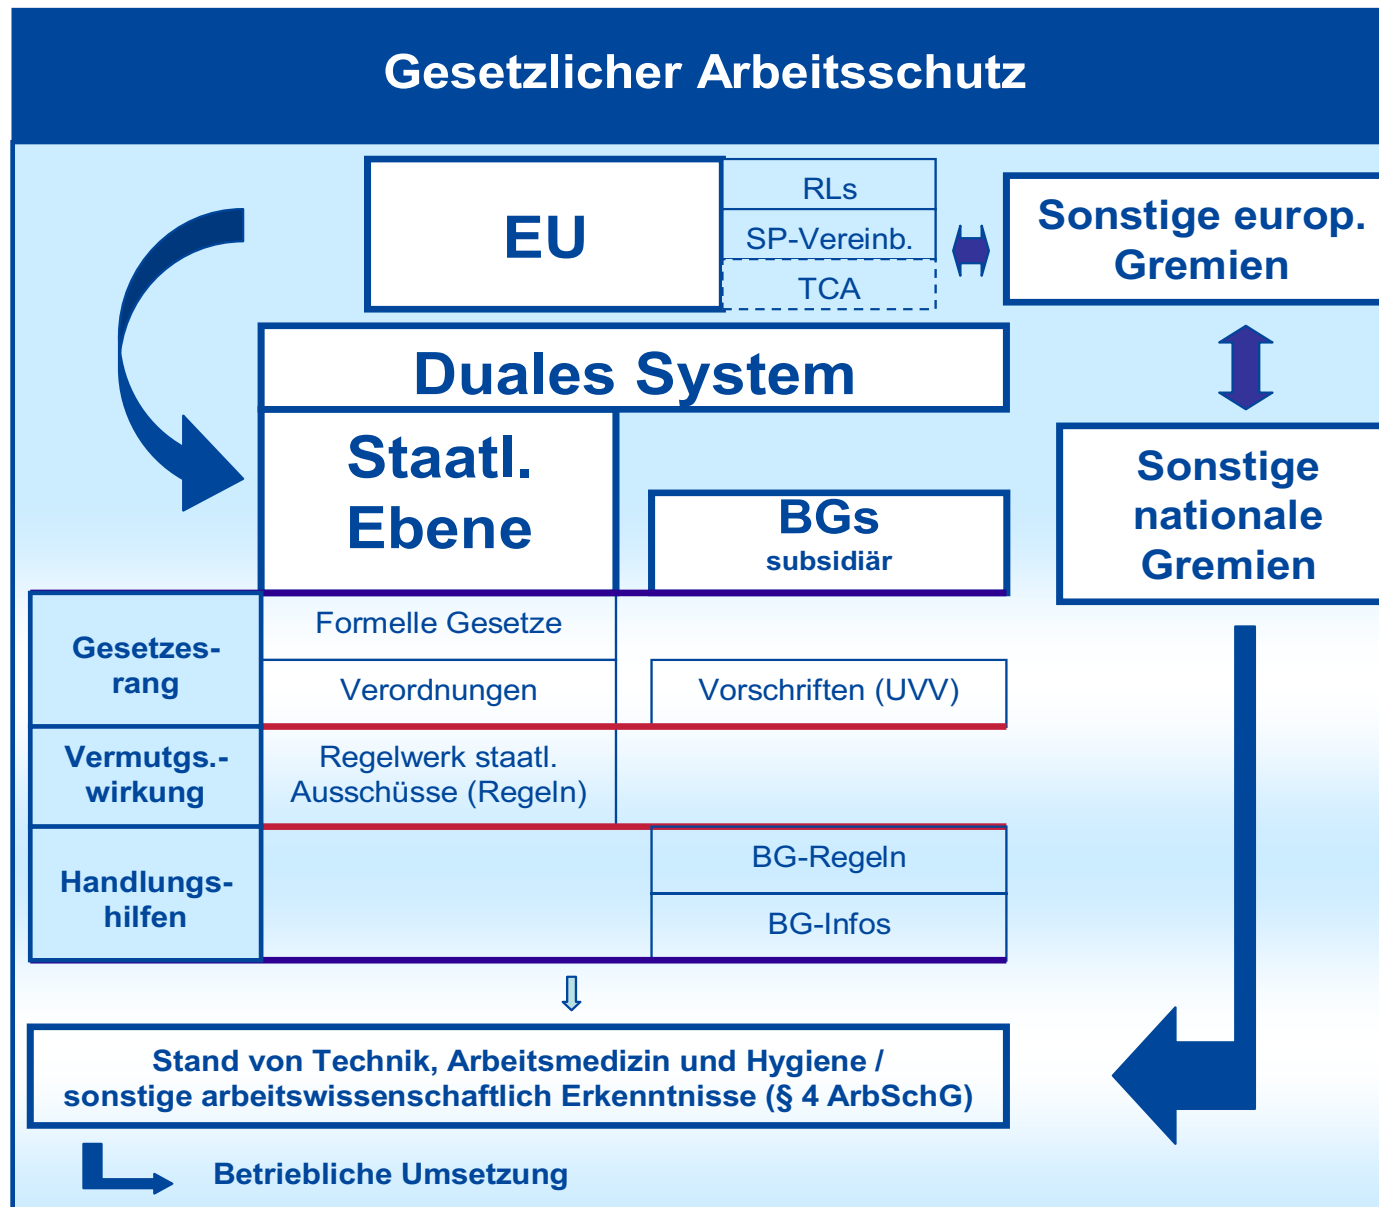 Gesetzlicher Arbeitsschutz
EU
RLs
SP-Vereinb.
TCA
Sonstige europ.
Gremien
Duales System
Staatl.
Ebene
BGs
subsidiär
Sonstige
nationale
Gremien
Gesetzes-
rang
Formelle Gesetze
Verordnungen
Vorschriften (UVV)
Vermutgs.-
wirkung
Regelwerk staatl.
Ausschüsse (Regeln)
Handlungs-
hilfen
BG-Regeln
BG-Infos
Stand von Technik, Arbeitsmedizin und Hygiene /
sonstige arbeitswissenschaftlich Erkenntnisse (§ 4 ArbSchG)
Betriebliche Umsetzung